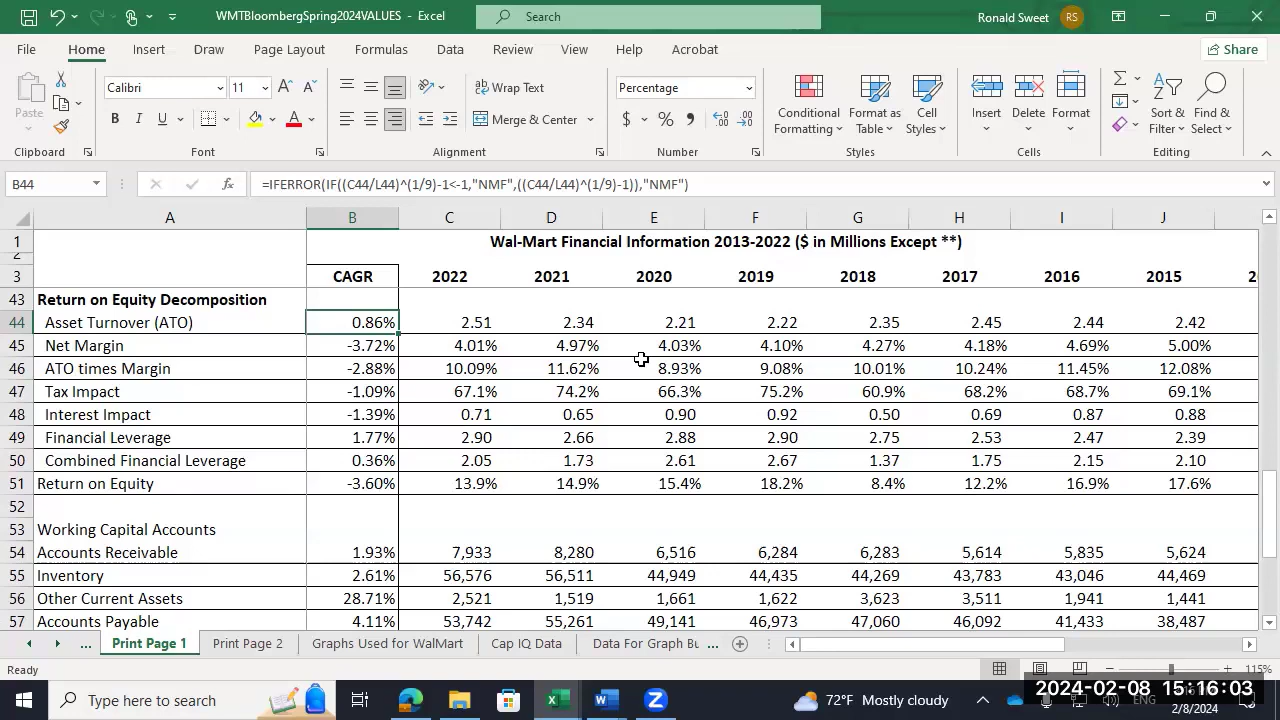 WMTBloombergSpring2024VALUES - Excel
Search
Ronald Sweet RS
File Home Insert Draw Page Layout Formulas Data Review View Help Acrobat Share
Paste
Calibri 11 A A
B I U A
ab Wrap Text
Merge & Center
Percentage
$ % ,
Conditional Formatting
Format as Table
Cell Styles
Insert Delete Format
Sort & Filter
Find & Select
Clipboard Font Alignment Number Styles Cells Editing
B44 fx =IFERROR(IF((C44/L44)^(1/9)-1<-1,"NMF",((C44/L44)^(1/9)-1)),"NMF")
A B C D E F G H I J
1 Wal-Mart Financial Information 2013-2022 ($ in Millions Except **)
2
3 CAGR 2022 2021 2020 2019 2018 2017 2016 2015 2
43 Return on Equity Decomposition
44 Asset Turnover (ATO) 0.86% 2.51 2.34 2.21 2.22 2.35 2.45 2.44 2.42
45 Net Margin -3.72% 4.01% 4.97% 4.03% 4.10% 4.27% 4.18% 4.69% 5.00%
46 ATO times Margin -2.88% 10.09% 11.62% 8.93% 9.08% 10.01% 10.24% 11.45% 12.08%
47 Tax Impact -1.09% 67.1% 74.2% 66.3% 75.2% 60.9% 68.2% 68.7% 69.1%
48 Interest Impact -1.39% 0.71 0.65 0.90 0.92 0.50 0.69 0.87 0.88
49 Financial Leverage 1.77% 2.90 2.66 2.88 2.90 2.75 2.53 2.47 2.39
50 Combined Financial Leverage 0.36% 2.05 1.73 2.61 2.67 1.37 1.75 2.15 2.10
51 Return on Equity -3.60% 13.9% 14.9% 15.4% 18.2% 8.4% 12.2% 16.9% 17.6%
52
53 Working Capital Accounts
54 Accounts Receivable 1.93% 7,933 8,280 6,516 6,284 6,283 5,614 5,835 5,624
55 Inventory 2.61% 56,576 56,511 44,949 44,435 44,269 43,783 43,046 44,469
56 Other Current Assets 28.71% 2,521 1,519 1,661 1,622 3,623 3,511 1,941 1,441
57 Accounts Payable 4.11% 53,742 55,261 49,141 46,973 47,060 46,092 41,433 38,487
... Print Page 1 Print Page 2 Graphs Used for WalMart Cap IQ Data Data For Graph Bu ...
Ready 115%
Type here to search
72°F Mostly cloudy
2024-02-08 15:16:03
2/8/2024